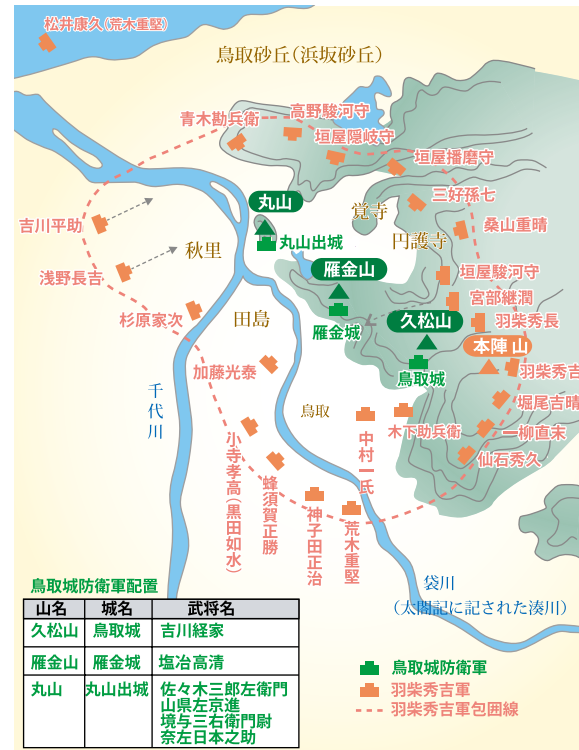 松井康久（荒木重堅）
鳥取砂丘（浜坂砂丘）
青木勘兵衛
高野駿河守
垣屋隠岐守
垣屋播磨守
三好孫七
丸山
覚寺
桑山重晴
吉川平助
円護寺
丸山出城
秋里
雁金山
垣屋駿河守
浅野長吉
宮部継潤
杉原家次
田島
久松山
羽柴秀長
雁金城
本陣山
加藤光泰
鳥取城
羽柴秀吉
千代川
鳥取
堀尾吉晴
木下助兵衛
一柳直末
中村一氏
仙石秀久
小寺孝高（黒田如水）
蜂須賀正勝
神子田正治
荒木重堅
袋川
（太閤記に記された湊川）
鳥取城防衛軍配置
山名 城名 武将名
久松山 鳥取城 吉川経家
雁金山 雁金城 塩冶高清
丸山 丸山出城 佐々木三郎左衛門
山県左京進
境与三右衛門尉
奈左日本之助
鳥取城防衛軍
羽柴秀吉軍
羽柴秀吉軍包囲線